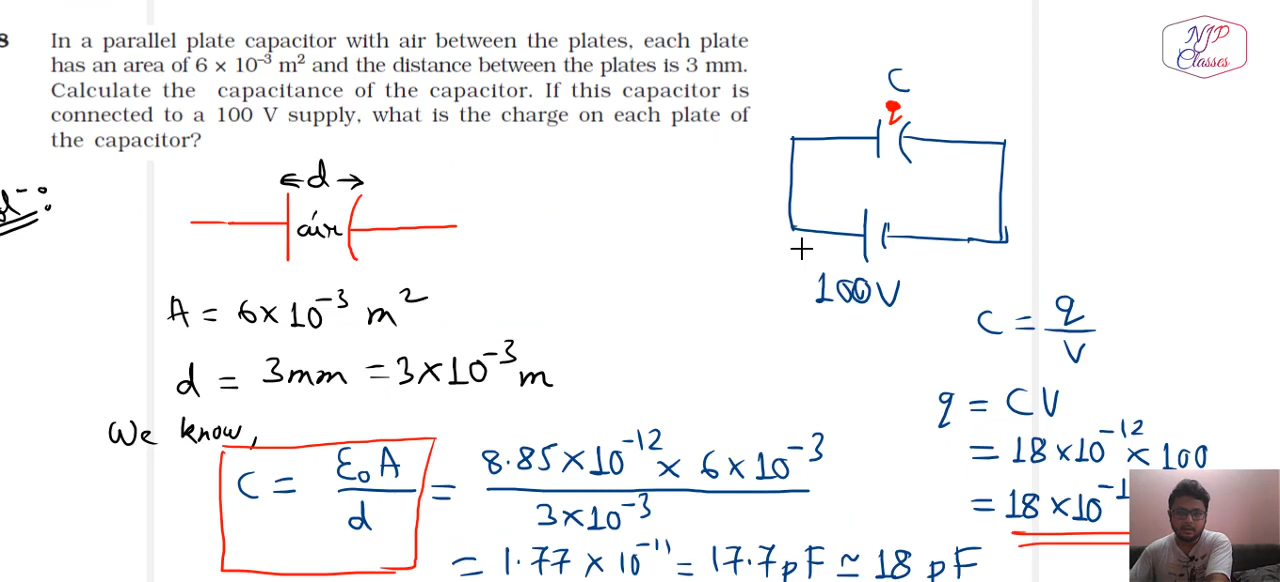 8 In a parallel plate capacitor with air between the plates, each plate
has an area of 6 × 10⁻³ m² and the distance between the plates is 3 mm.
Calculate the capacitance of the capacitor. If this capacitor is
connected to a 100 V supply, what is the charge on each plate of
the capacitor?
NJP
Classes
C
q
← d →
air
+
100V
A = 6×10⁻³ m²
d = 3mm = 3×10⁻³ m
C = q/V
We know,
C = ε₀A/d = 8.85×10⁻¹² × 6×10⁻³ / 3×10⁻³
= 1.77 × 10⁻¹¹ = 17.7pF ≃ 18 pF
q = CV
= 18×10⁻¹² × 100
= 18×10